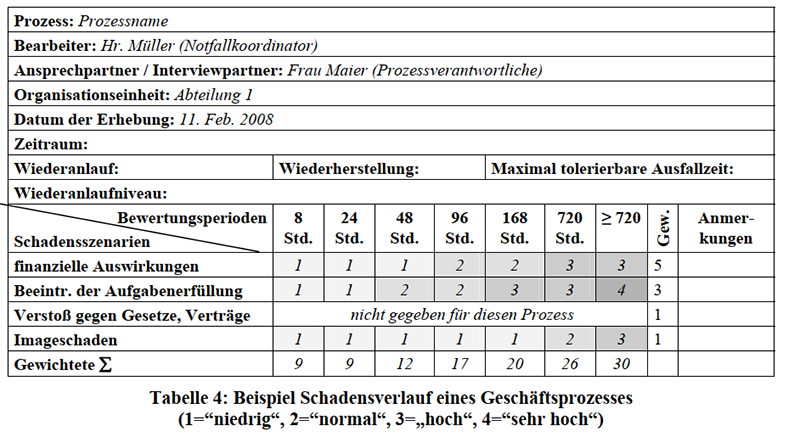 Prozess: Prozessname
Bearbeiter: Hr. Müller (Notfallkoordinator)
Ansprechpartner / Interviewpartner: Frau Maier (Prozessverantwortliche)
Organisationseinheit: Abteilung 1
Datum der Erhebung: 11. Feb. 2008
Zeitraum:
Wiederanlauf: Wiederherstellung: Maximal tolerierbare Ausfallzeit:
Wiederanlaufniveau:
Bewertungsperioden 8 Std. 24 Std. 48 Std. 96 Std. 168 Std. 720 Std. ≥ 720 Gew. Anmer-
kungen
Schadensszenarien
finanzielle Auswirkungen 1 1 1 2 2 3 3 5
Beeintr. der Aufgabenerfüllung 1 1 2 2 3 3 4 3
Verstoß gegen Gesetze, Verträge nicht gegeben für diesen Prozess 1
Imageschaden 1 1 1 1 1 2 3 1
Gewichtete Σ 9 9 12 17 20 26 30
Tabelle 4: Beispiel Schadensverlauf eines Geschäftsprozesses
(1=“niedrig“, 2=“normal“, 3=„hoch“, 4=“sehr hoch“)